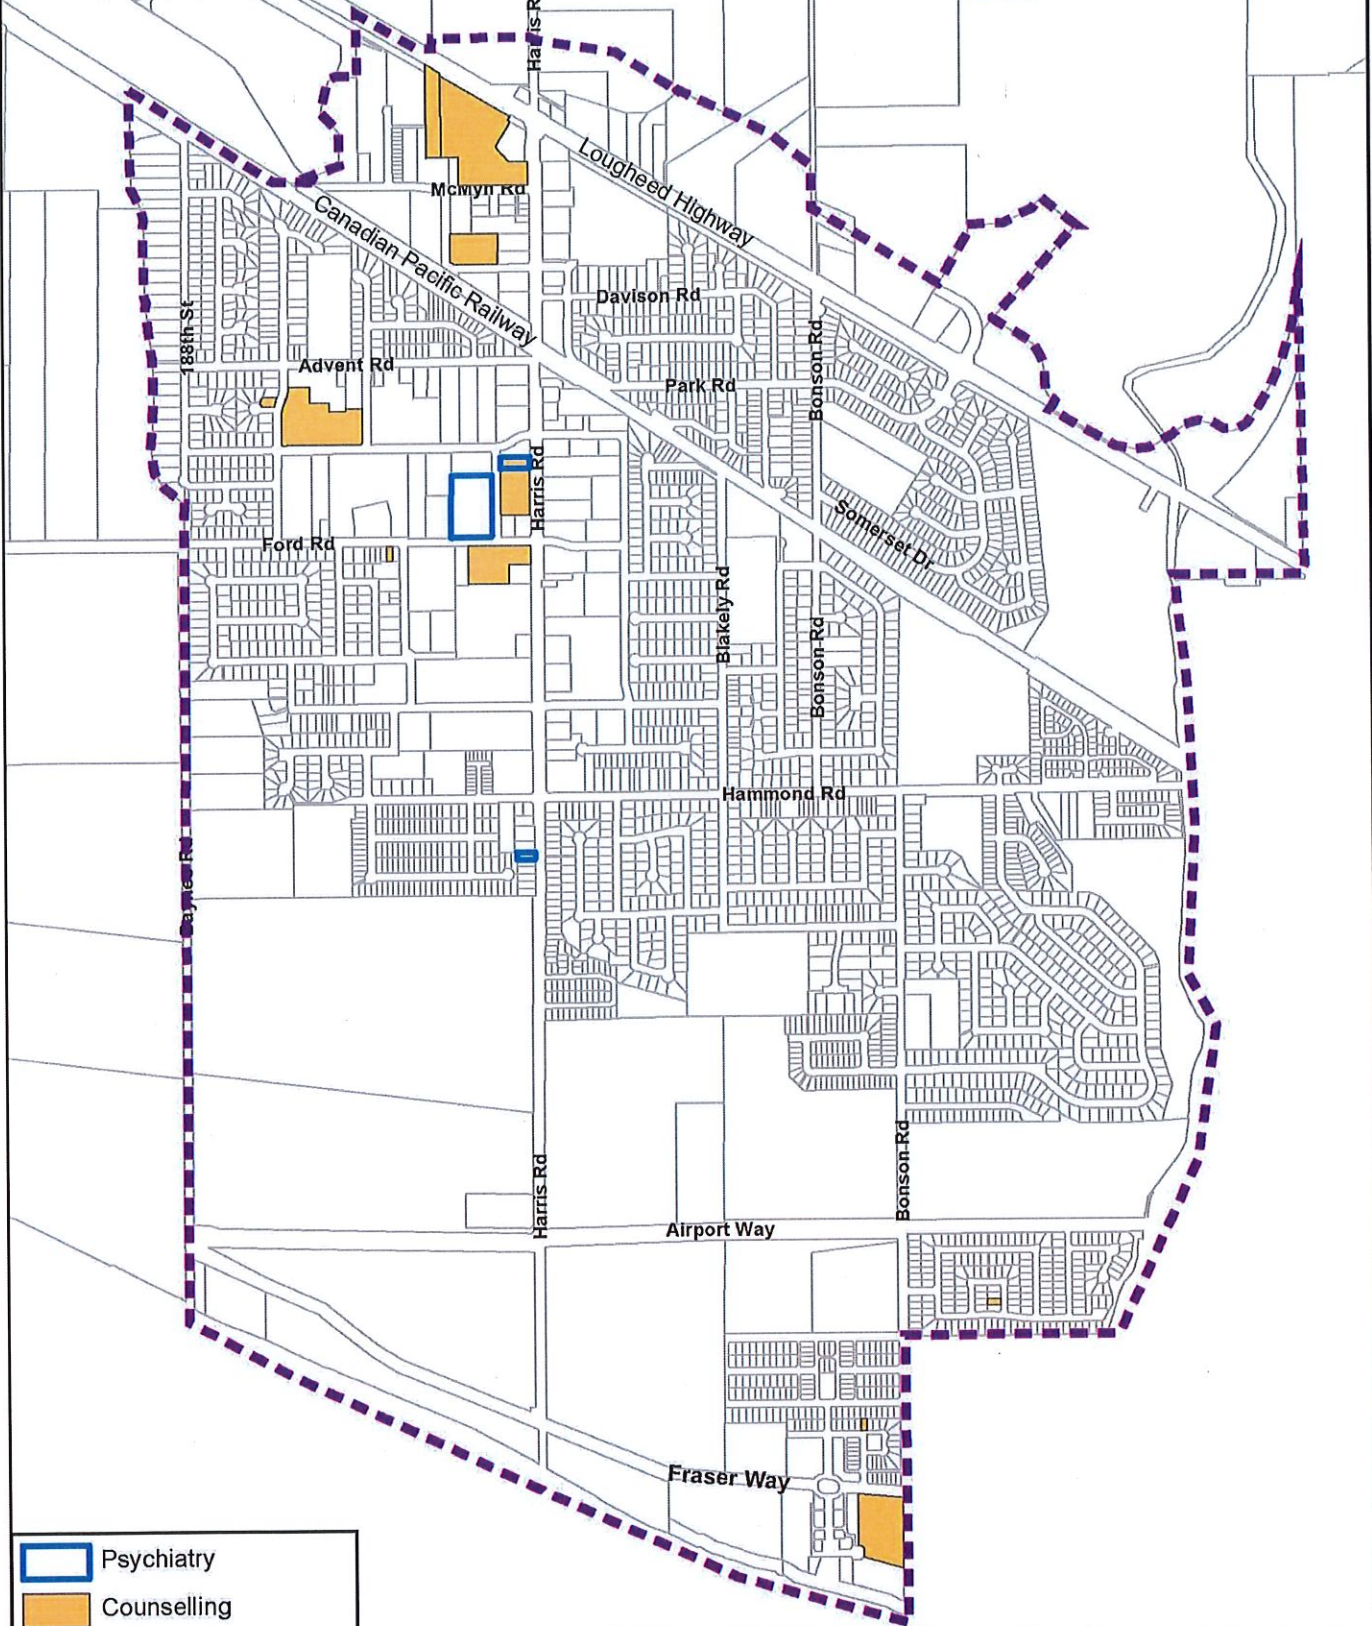 Harris R
McMyn Rd
Lougheed Highway
Canadian Pacific Railway
Davison Rd
188th St
Bonson Rd
Advent Rd
Park Rd
Harris Rd
Somerset Dr
Ford Rd
Blakely Rd
Bonson Rd
Hammond Rd
Baynes Rd
Bonson Rd
Harris Rd
Airport Way
Fraser Way
Psychiatry
Counselling